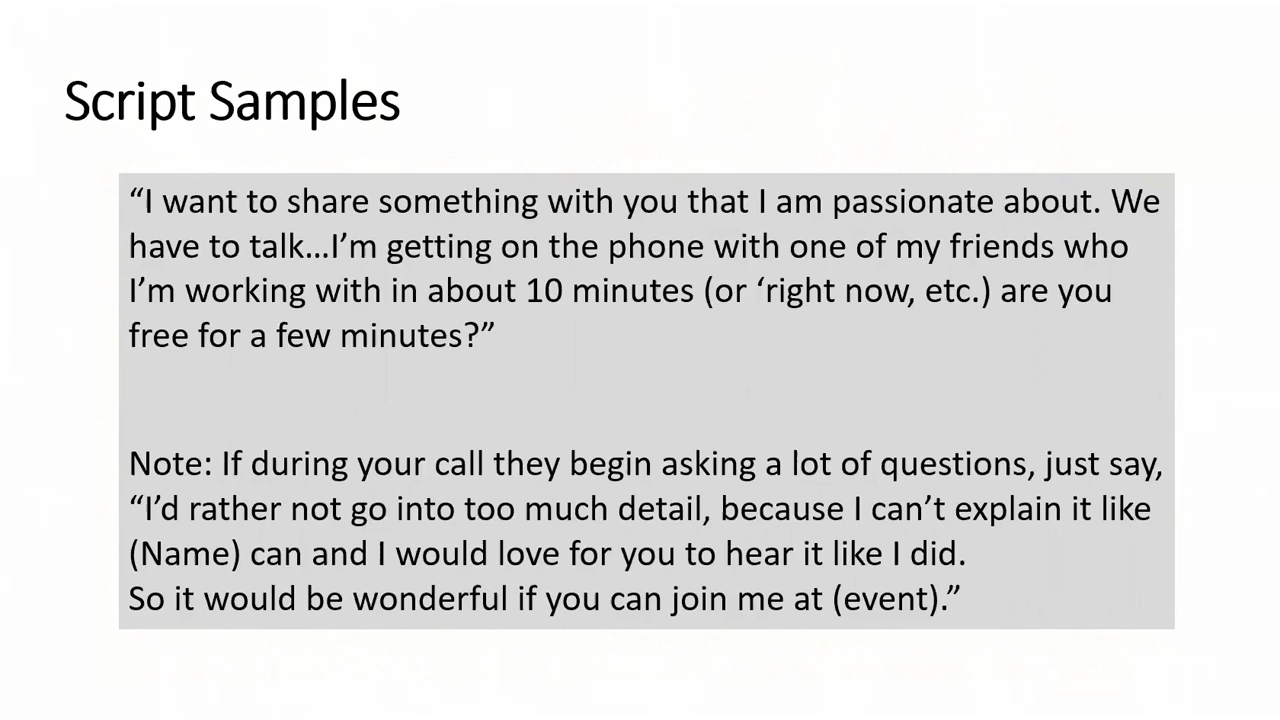 Script Samples
“I want to share something with you that I am passionate about. We
have to talk…I’m getting on the phone with one of my friends who
I’m working with in about 10 minutes (or ‘right now, etc.) are you
free for a few minutes?”
Note: If during your call they begin asking a lot of questions, just say,
“I’d rather not go into too much detail, because I can’t explain it like
(Name) can and I would love for you to hear it like I did.
So it would be wonderful if you can join me at (event).”